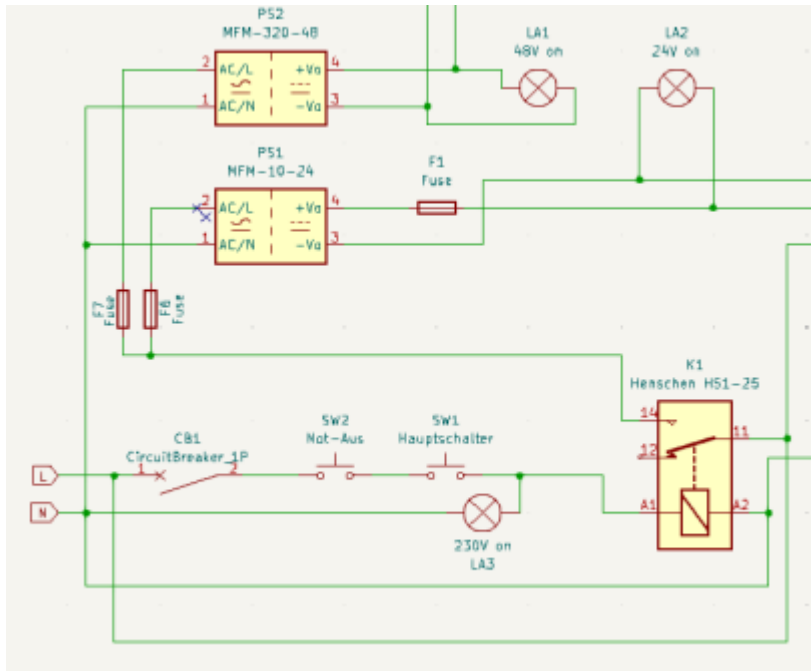 PS2
MFM-320-48
2 AC/L +Vo 4
1 AC/N -Vo 3
LA1
48V on
LA2
24V on
PS1
MFM-10-24
2 AC/L +Vo 4
1 AC/N -Vo 3
F1
Fuse
F7
Fuse
Fuse
K1
Henschen HS1-25
14
12
11
A1
A2
CB1
CircuitBreaker_1P
1
2
SW2
Not-Aus
SW1
Hauptschalter
L
N
230V on
LA3